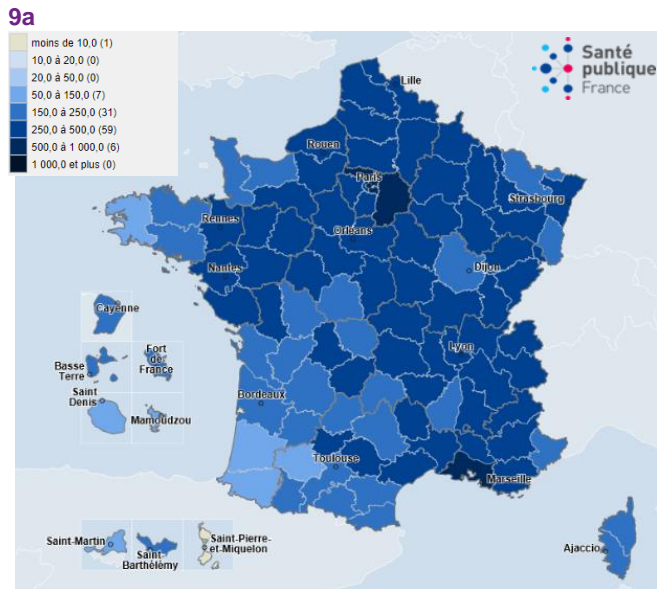 9a
moins de 10,0 (1)
10,0 à 20,0 (0)
20,0 à 50,0 (0)
50,0 à 150,0 (7)
150,0 à 250,0 (31)
250,0 à 500,0 (59)
500,0 à 1 000,0 (6)
1 000,0 et plus (0)
Santé
publique
France
Lille
Rouen
Paris
Strasbourg
Rennes
Orléans
Nantes
Dijon
Cayenne
Lyon
Basse
Terre
Fort
de
France
Saint
Denis
Mamoudzou
Bordeaux
Toulouse
Marseille
Saint-Martin
Saint-
Barthélémy
Saint-Pierre-
et-Miquelon
Ajaccio